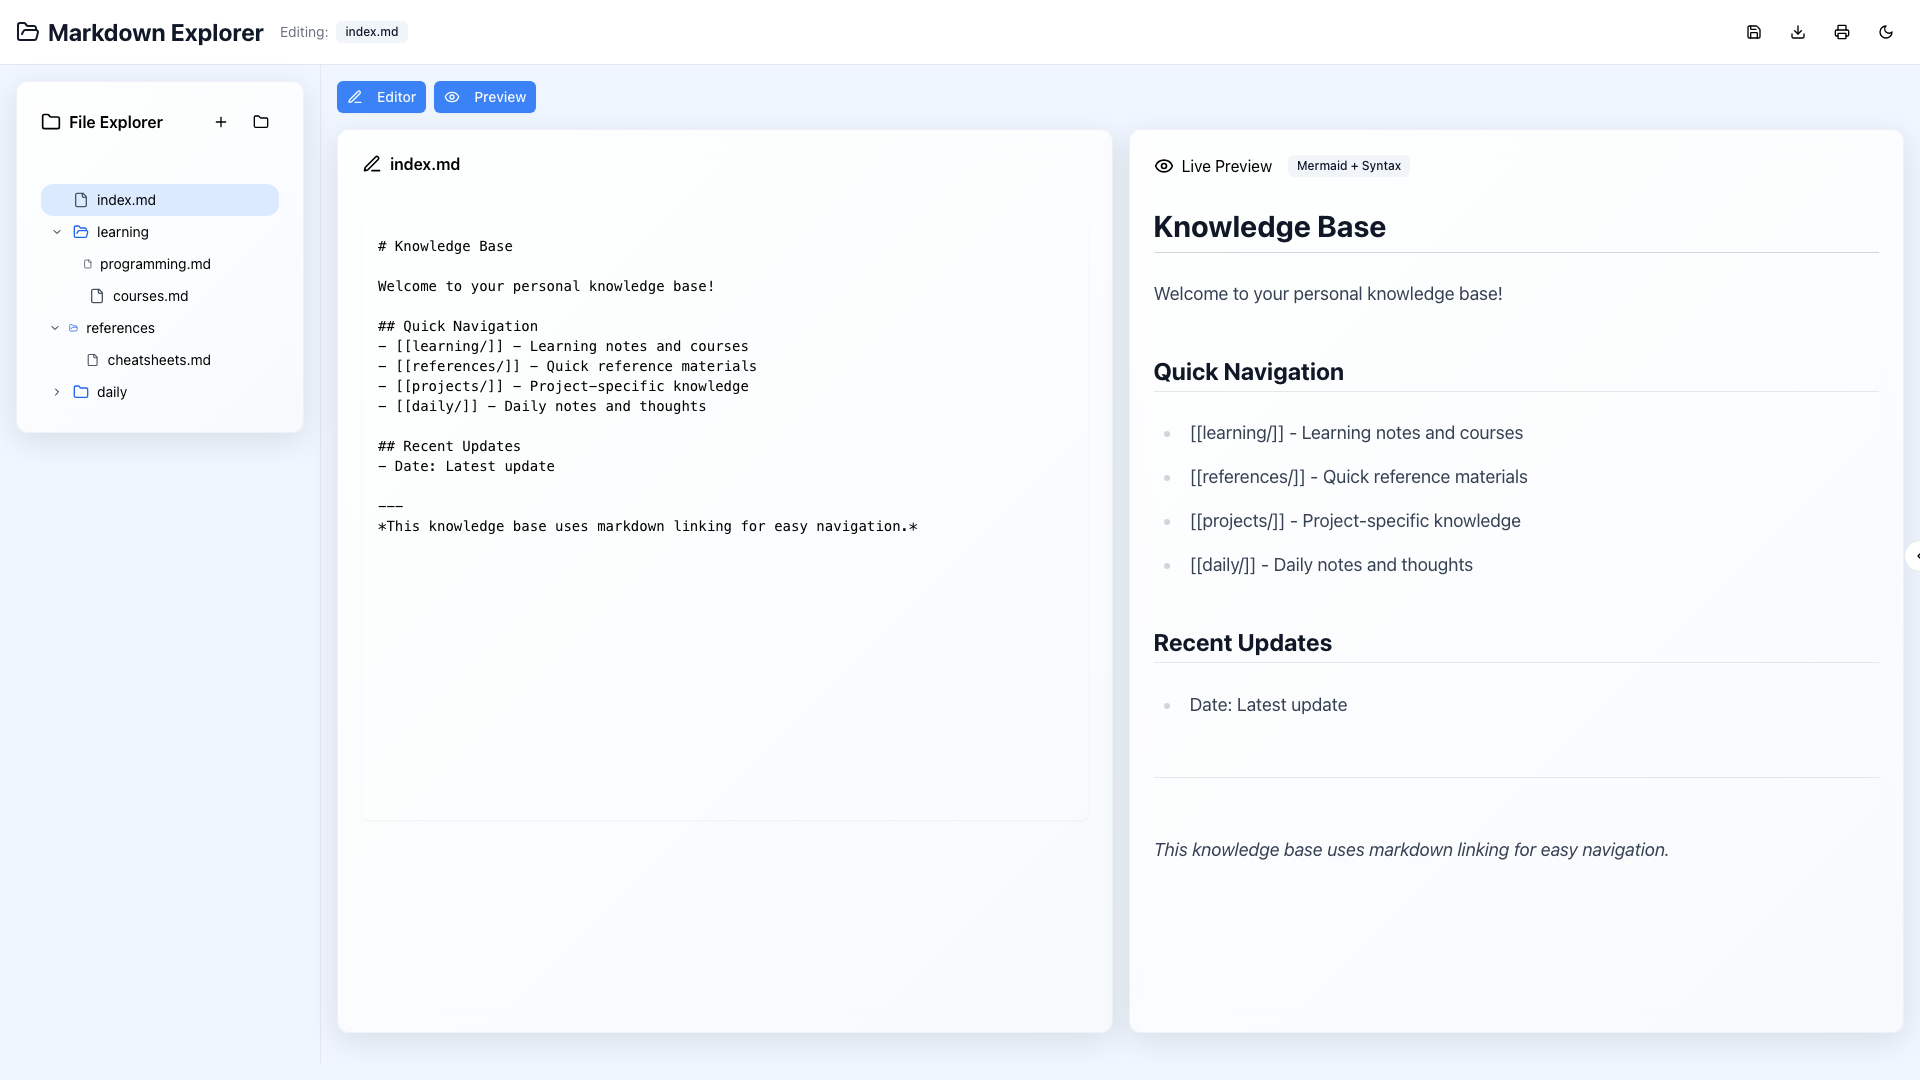 Markdown Explorer
Editing: index.md
File Explorer
index.md
learning
programming.md
courses.md
references
cheatsheets.md
daily
Editor
Preview
index.md
# Knowledge Base
Welcome to your personal knowledge base!
## Quick Navigation
- [[learning/]] - Learning notes and courses
- [[references/]] - Quick reference materials
- [[projects/]] - Project-specific knowledge
- [[daily/]] - Daily notes and thoughts
## Recent Updates
- Date: Latest update
---
*This knowledge base uses markdown linking for easy navigation.*
Live Preview
Mermaid + Syntax
Knowledge Base
Welcome to your personal knowledge base!
Quick Navigation
[[learning/]] - Learning notes and courses
[[references/]] - Quick reference materials
[[projects/]] - Project-specific knowledge
[[daily/]] - Daily notes and thoughts
Recent Updates
Date: Latest update
This knowledge base uses markdown linking for easy navigation.